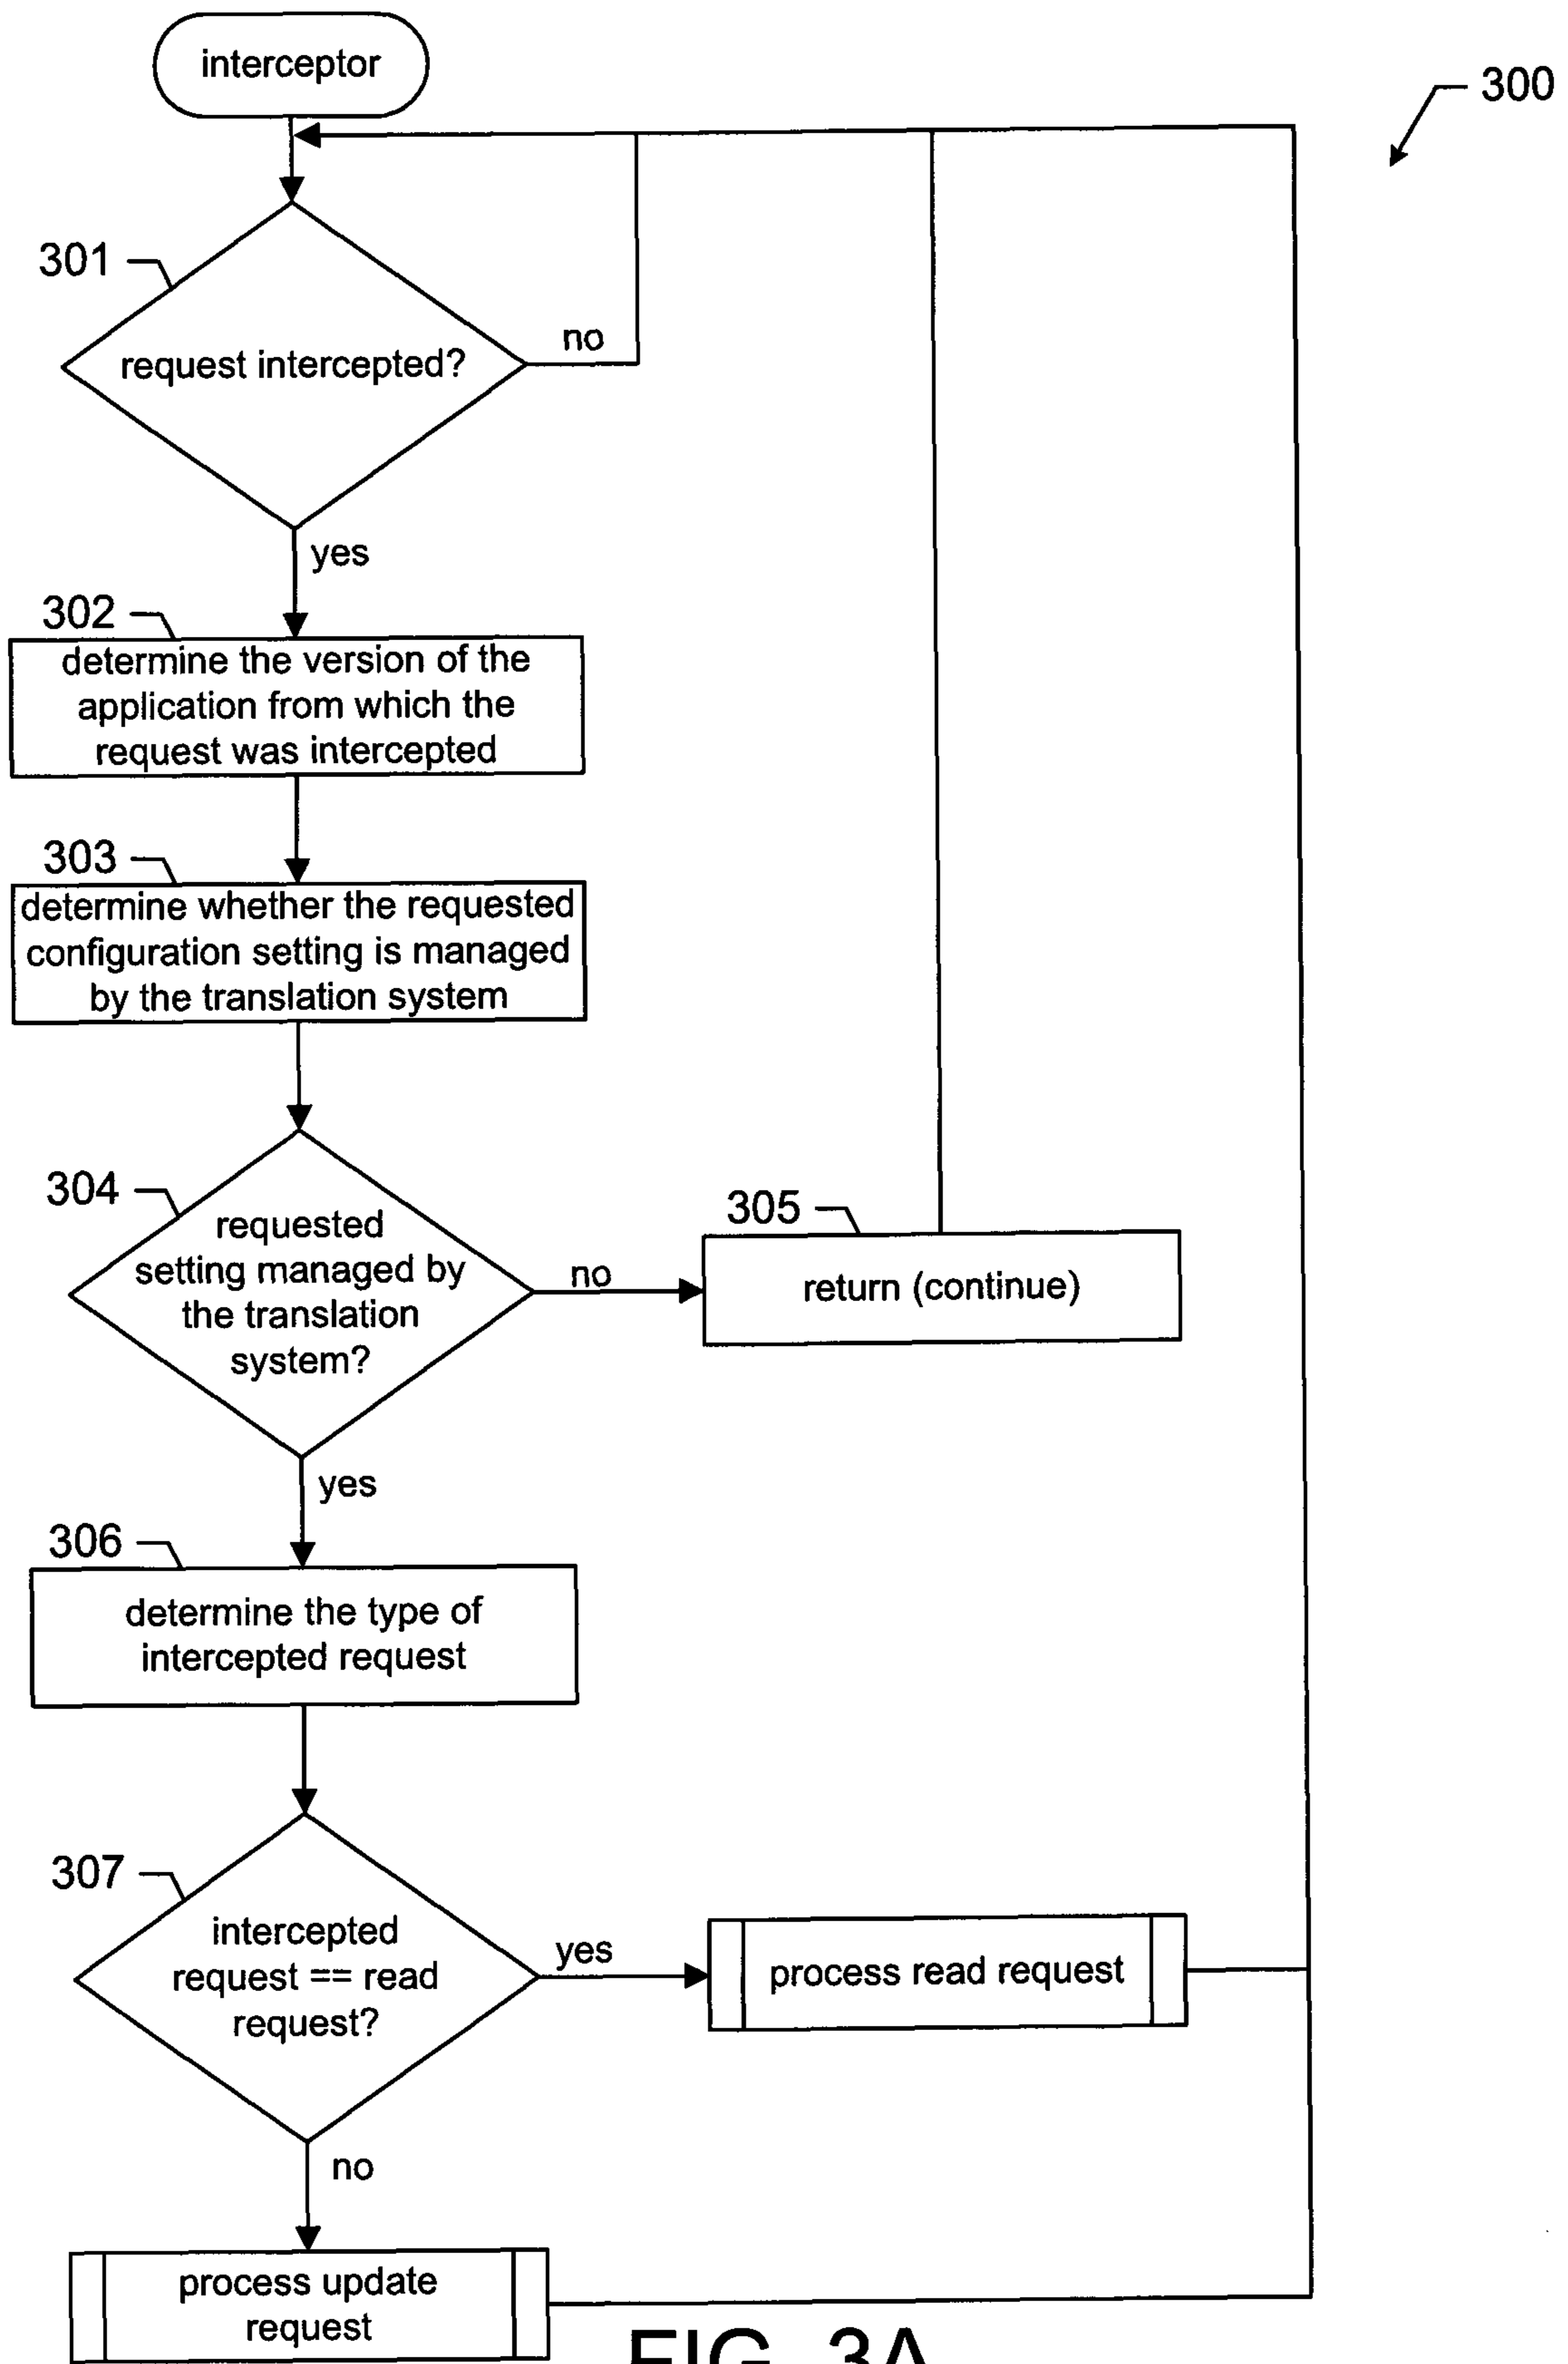 interceptor
300
301
request intercepted?
no
yes
302
determine the version of the
application from which the
request was intercepted
303
determine whether the requested
configuration setting is managed
by the translation system
304
requested
setting managed by
the translation
system?
no
305
return (continue)
yes
306
determine the type of
intercepted request
307
intercepted
request == read
request?
yes
process read request
no
process update
request
FIG. 3A